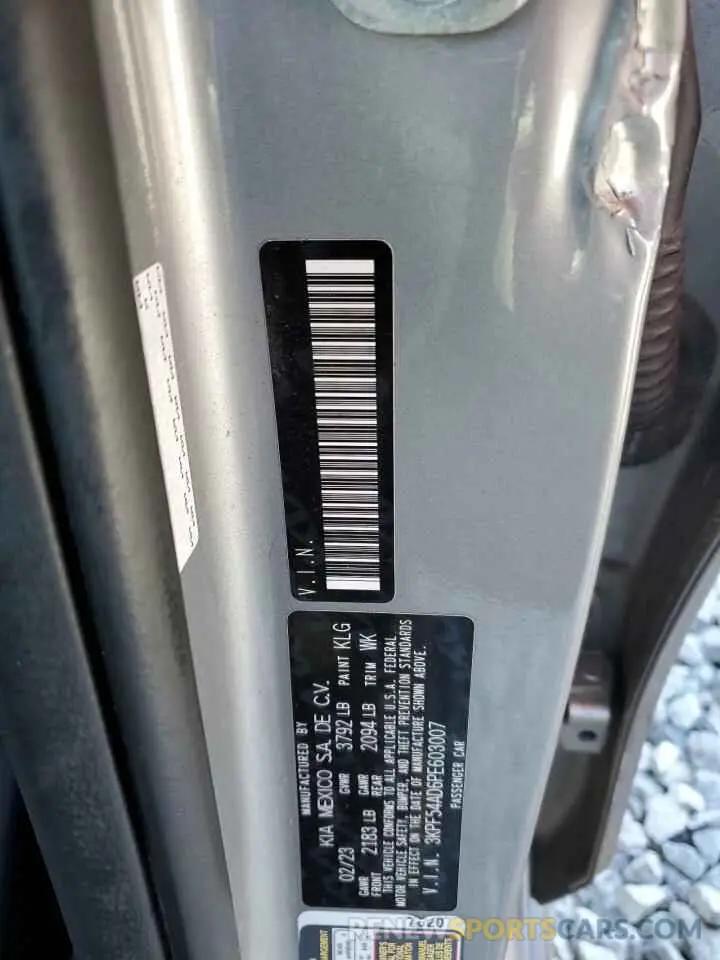 V.I.N.
MANUFACTURED BY
KIA MEXICO S.A. DE C.V.
02/23 GVWR 3792 LB PAINT KLG
GAWR FRONT 2183 LB GAWR REAR 2094 LB TRIM WK
THIS VEHICLE CONFORMS TO ALL APPLICABLE U.S.A. FEDERAL
MOTOR VEHICLE SAFETY, BUMPER, AND THEFT PREVENTION STANDARDS
IN EFFECT ON THE DATE OF MANUFACTURE SHOWN ABOVE.
V.I.N. 3KPF54AD6PE603007
PASSENGER CAR
RENEWSPORTSCARS.COM